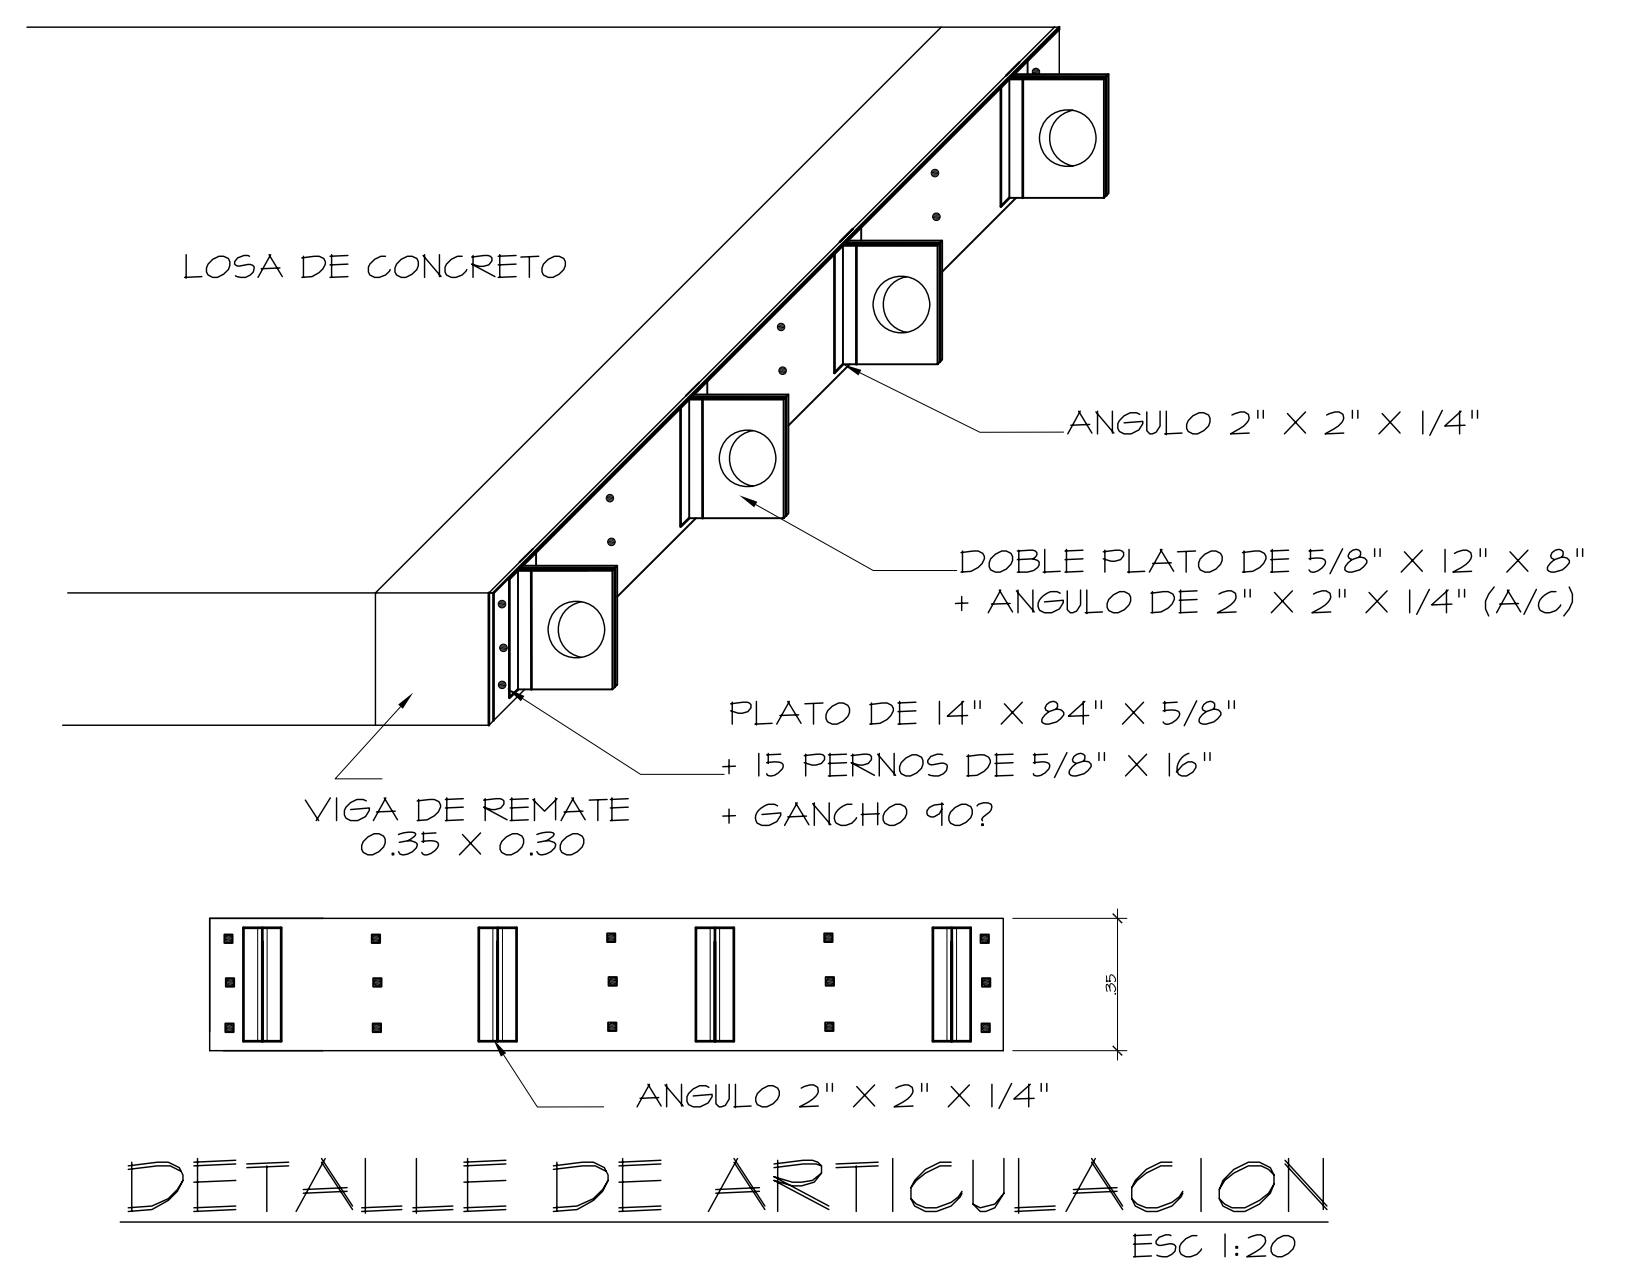 LOSA DE CONCRETO
ANGULO 2" X 2" X 1/4"
DOBLE PLATO DE 5/8" X 12" X 8"
+ ANGULO DE 2" X 2" X 1/4" (A/C)
PLATO DE 14" X 84" X 5/8"
+ 15 PERNOS DE 5/8" X 16"
+ GANCHO 90?
VIGA DE REMATE
0.35 X 0.30
.35
ANGULO 2" X 2" X 1/4"
DETALLE DE ARTICULACION
ESC 1:20